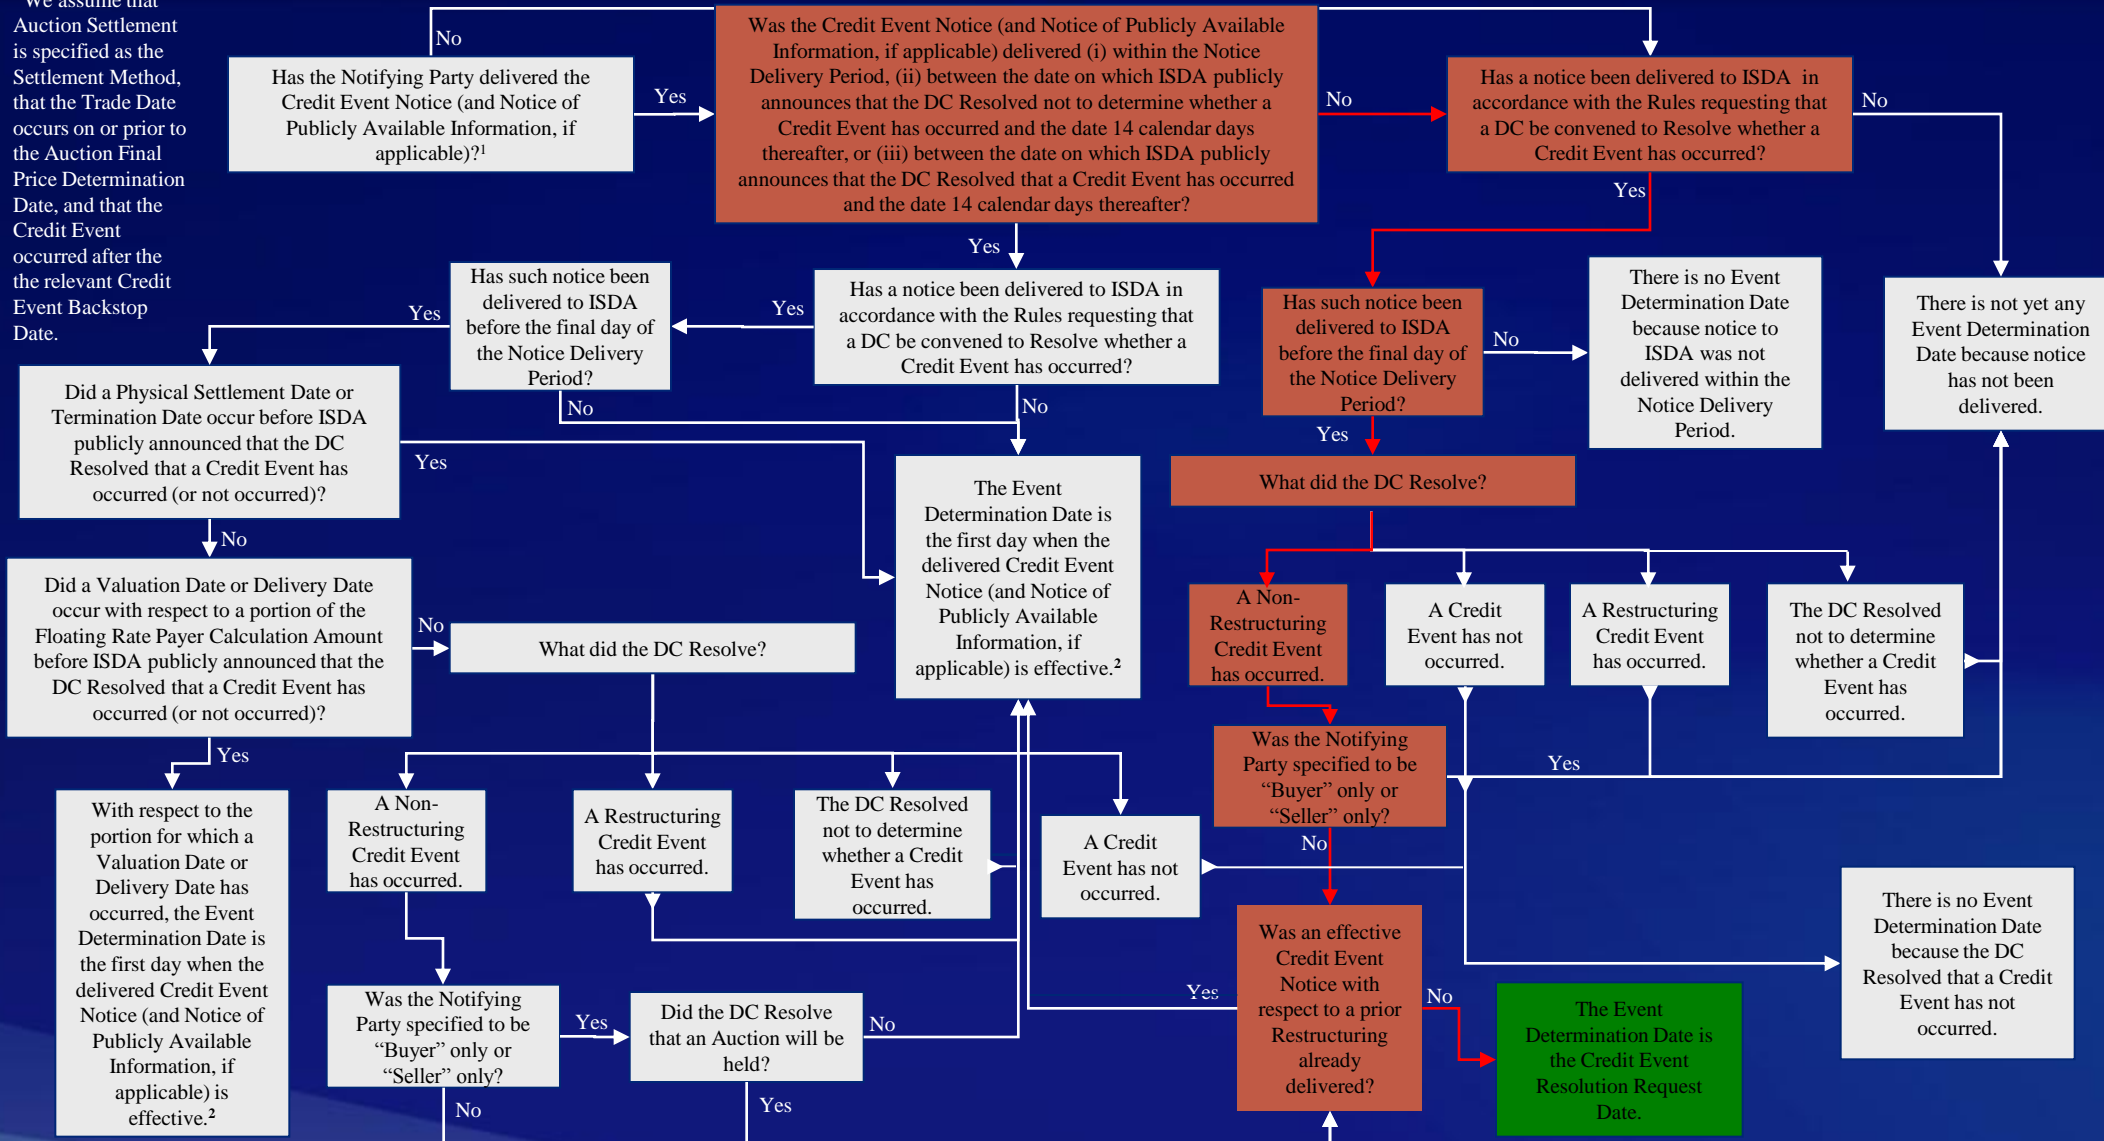 We assume that
Auction Settlement
is specified as the
Settlement Method,
that the Trade Date
occurs on or prior to
the Auction Final
Price Determination
Date, and that the
Credit Event
occurred after the
the relevant Credit
Event Backstop
Date.
No
Has the Notifying Party delivered the
Credit Event Notice (and Notice of
Publicly Available Information, if
applicable)?¹
Yes
Was the Credit Event Notice (and Notice of Publicly Available
Information, if applicable) delivered (i) within the Notice
Delivery Period, (ii) between the date on which ISDA publicly
announces that the DC Resolved not to determine whether a
Credit Event has occurred and the date 14 calendar days
thereafter, or (iii) between the date on which ISDA publicly
announces that the DC Resolved that a Credit Event has occurred
and the date 14 calendar days thereafter?
No
Has a notice been delivered to ISDA in
accordance with the Rules requesting that
a DC be convened to Resolve whether a
Credit Event has occurred?
No
Yes
Yes
Has such notice been
delivered to ISDA
before the final day of
the Notice Delivery
Period?
Yes
Yes
Has a notice been delivered to ISDA in
accordance with the Rules requesting that
a DC be convened to Resolve whether a
Credit Event has occurred?
Has such notice been
delivered to ISDA
before the final day of
the Notice Delivery
Period?
No
There is no Event
Determination Date
because notice to
ISDA was not
delivered within the
Notice Delivery
Period.
There is not yet any
Event Determination
Date because notice
has not been
delivered.
No
No
Yes
Did a Physical Settlement Date or
Termination Date occur before ISDA
publicly announced that the DC
Resolved that a Credit Event has
occurred (or not occurred)?
Yes
No
What did the DC Resolve?
The Event
Determination Date is
the first day when the
delivered Credit Event
Notice (and Notice of
Publicly Available
Information, if
applicable) is effective.²
Did a Valuation Date or Delivery Date
occur with respect to a portion of the
Floating Rate Payer Calculation Amount
before ISDA publicly announced that the
DC Resolved that a Credit Event has
occurred (or not occurred)?
No
What did the DC Resolve?
A Non-
Restructuring
Credit Event
has occurred.
A Credit
Event has not
occurred.
A Restructuring
Credit Event
has occurred.
The DC Resolved
not to determine
whether a Credit
Event has
occurred.
Yes
Was the Notifying
Party specified to be
“Buyer” only or
“Seller” only?
Yes
No
With respect to the
portion for which a
Valuation Date or
Delivery Date has
occurred, the Event
Determination Date is
the first day when the
delivered Credit Event
Notice (and Notice of
Publicly Available
Information, if
applicable) is
effective.²
A Non-
Restructuring
Credit Event
has occurred.
A Restructuring
Credit Event
has occurred.
The DC Resolved
not to determine
whether a Credit
Event has
occurred.
A Credit
Event has not
occurred.
There is no Event
Determination Date
because the DC
Resolved that a Credit
Event has not
occurred.
Was an effective
Credit Event
Notice with
respect to a prior
Restructuring
already
delivered?
Yes
No
The Event
Determination Date is
the Credit Event
Resolution Request
Date.
Was the Notifying
Party specified to be
“Buyer” only or
“Seller” only?
Yes
Did the DC Resolve
that an Auction will be
held?
No
No
Yes